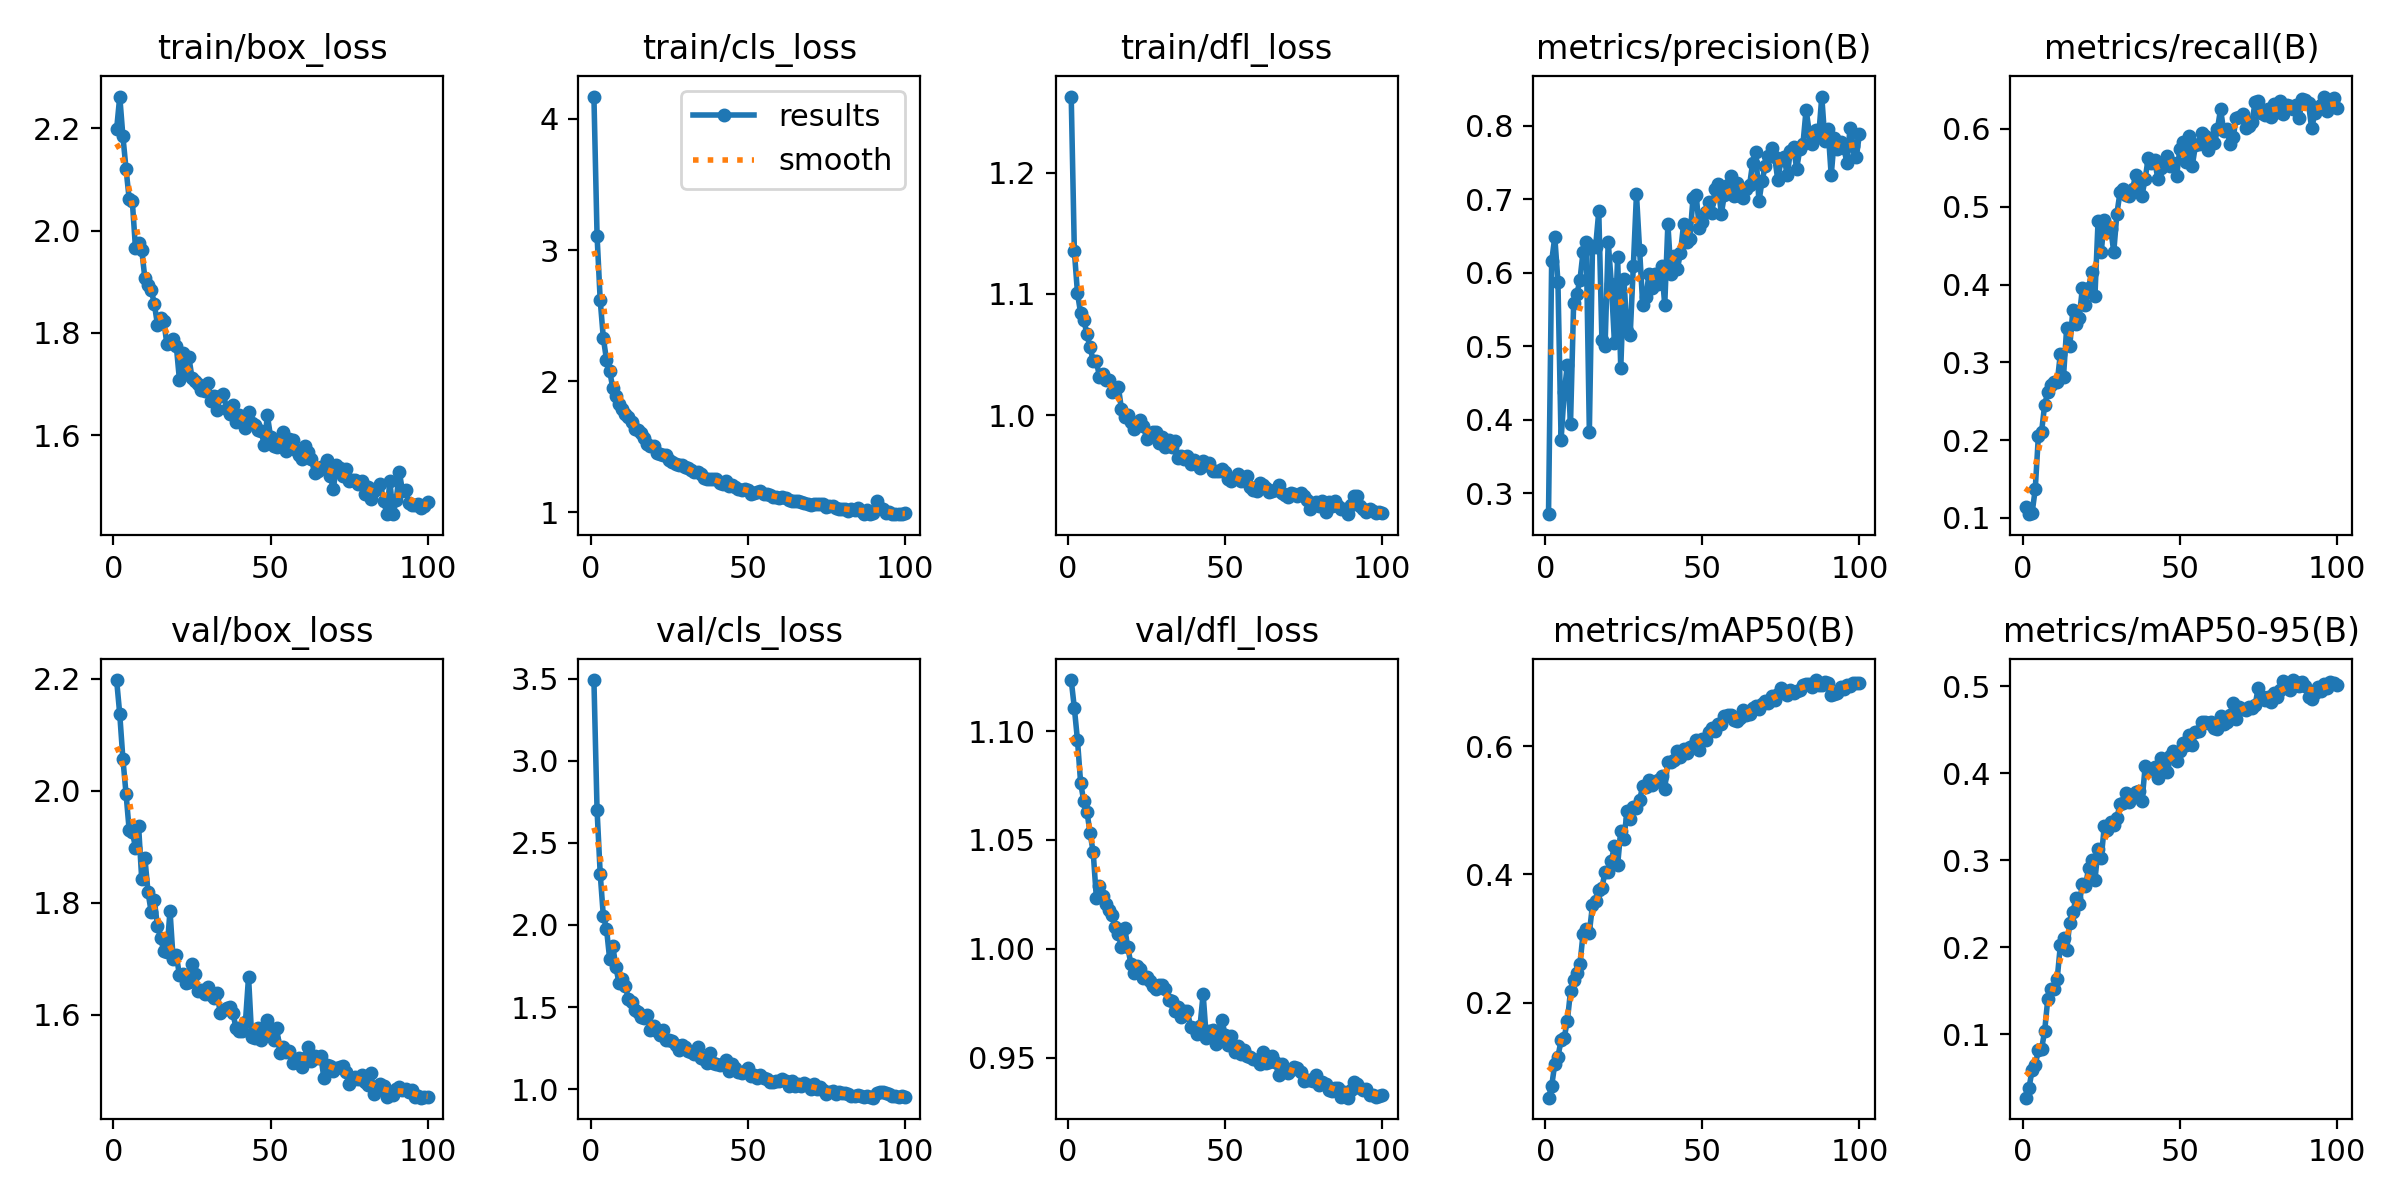 train/box_loss
2.2
2.0
1.8
1.6
0 50 100
train/cls_loss
results
smooth
4
3
2
1
0 50 100
train/dfl_loss
1.2
1.1
1.0
0 50 100
metrics/precision(B)
0.8
0.7
0.6
0.5
0.4
0.3
0 50 100
metrics/recall(B)
0.6
0.5
0.4
0.3
0.2
0.1
0 50 100
val/box_loss
2.2
2.0
1.8
1.6
0 50 100
val/cls_loss
3.5
3.0
2.5
2.0
1.5
1.0
0 50 100
val/dfl_loss
1.10
1.05
1.00
0.95
0 50 100
metrics/mAP50(B)
0.6
0.4
0.2
0 50 100
metrics/mAP50-95(B)
0.5
0.4
0.3
0.2
0.1
0 50 100